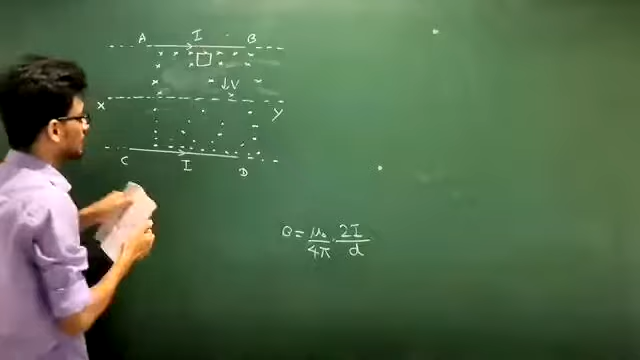 A I B
↓V
X Y
C I D
B = μ₀/4π · 2I/d